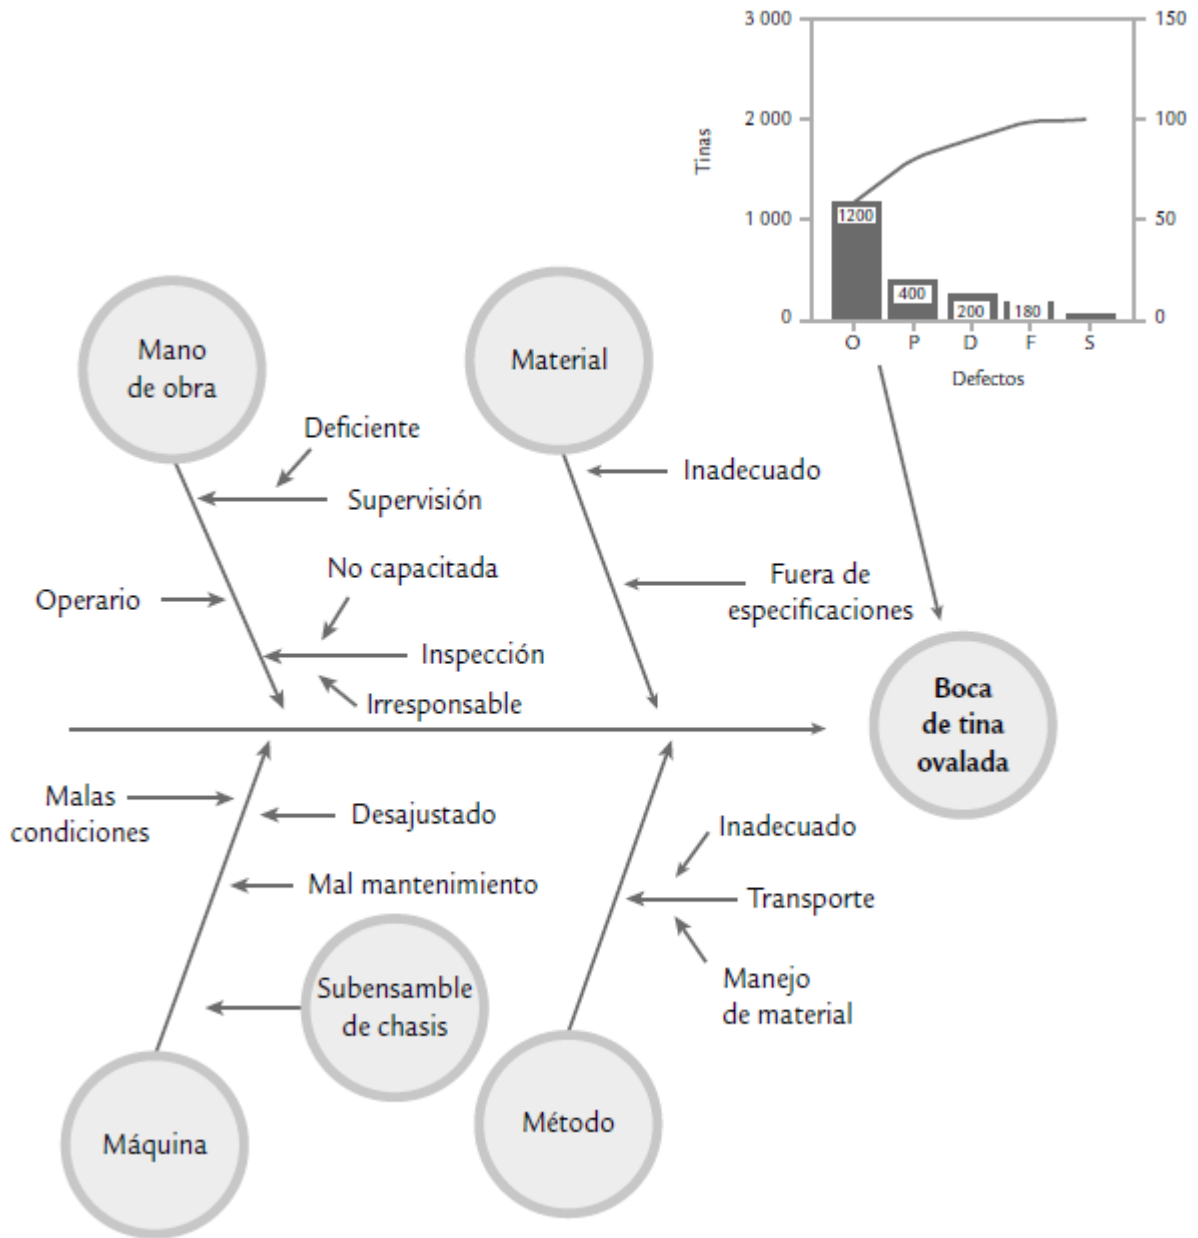 3 000
150
2 000
100
Tinas
1 000
50
0
0
1200
400
200
180
O P D F S
Defectos
Mano
de obra
Material
Deficiente
Supervisión
Inadecuado
No capacitada
Operario
Fuera de
especificaciones
Inspección
Irresponsable
Boca
de tina
ovalada
Malas
condiciones
Desajustado
Mal mantenimiento
Inadecuado
Transporte
Manejo
de material
Subensamble
de chasis
Máquina
Método